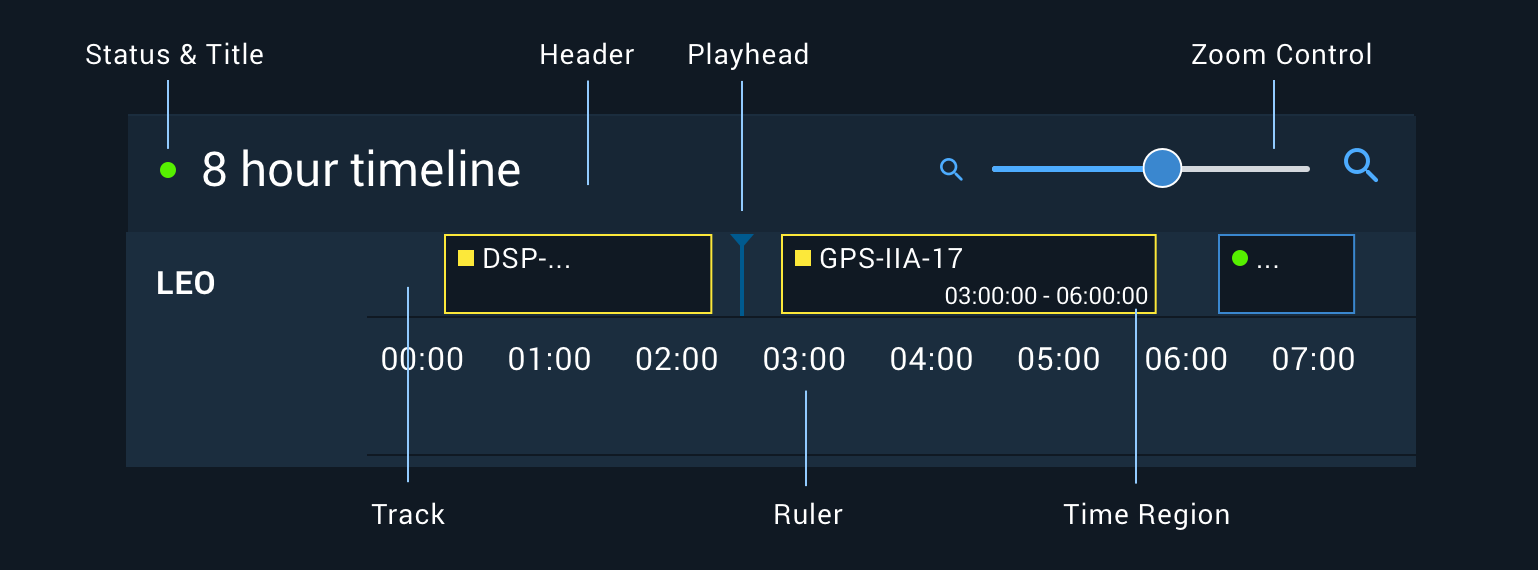 Status & Title
Header
Playhead
Zoom Control
8 hour timeline
LEO
DSP-...
GPS-IIA-17
03:00:00 - 06:00:00
...
00:00 01:00 02:00 03:00 04:00 05:00 06:00 07:00
Track
Ruler
Time Region